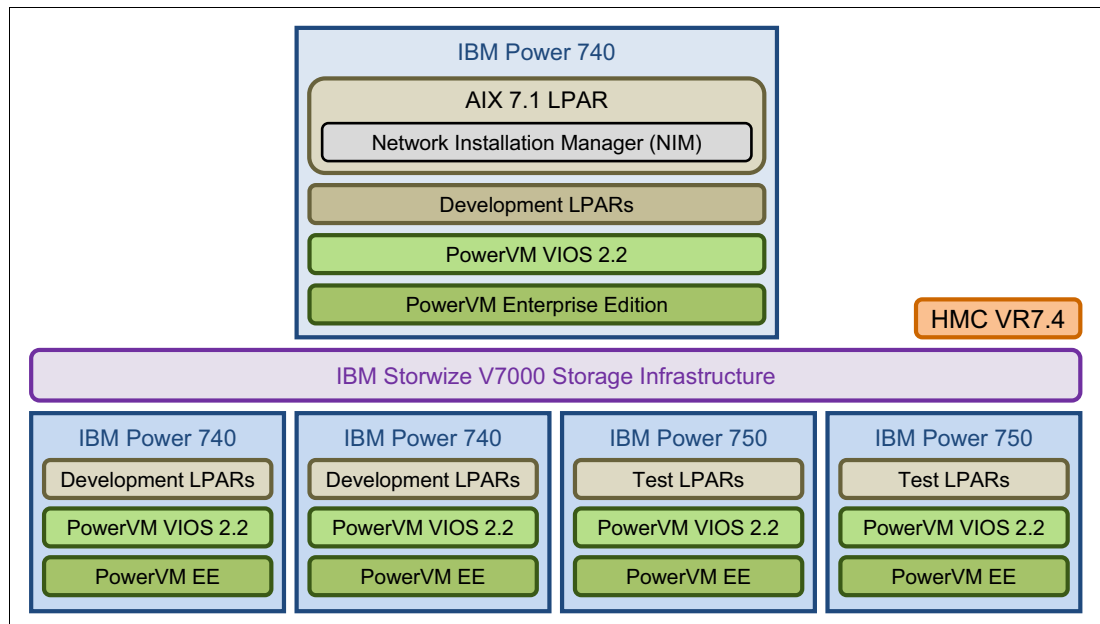 IBM Power 740
AIX 7.1 LPAR
Network Installation Manager (NIM)
Development LPARs
PowerVM VIOS 2.2
PowerVM Enterprise Edition
HMC VR7.4
IBM Storwize V7000 Storage Infrastructure
IBM Power 740
Development LPARs
PowerVM VIOS 2.2
PowerVM EE
IBM Power 740
Development LPARs
PowerVM VIOS 2.2
PowerVM EE
IBM Power 750
Test LPARs
PowerVM VIOS 2.2
PowerVM EE
IBM Power 750
Test LPARs
PowerVM VIOS 2.2
PowerVM EE